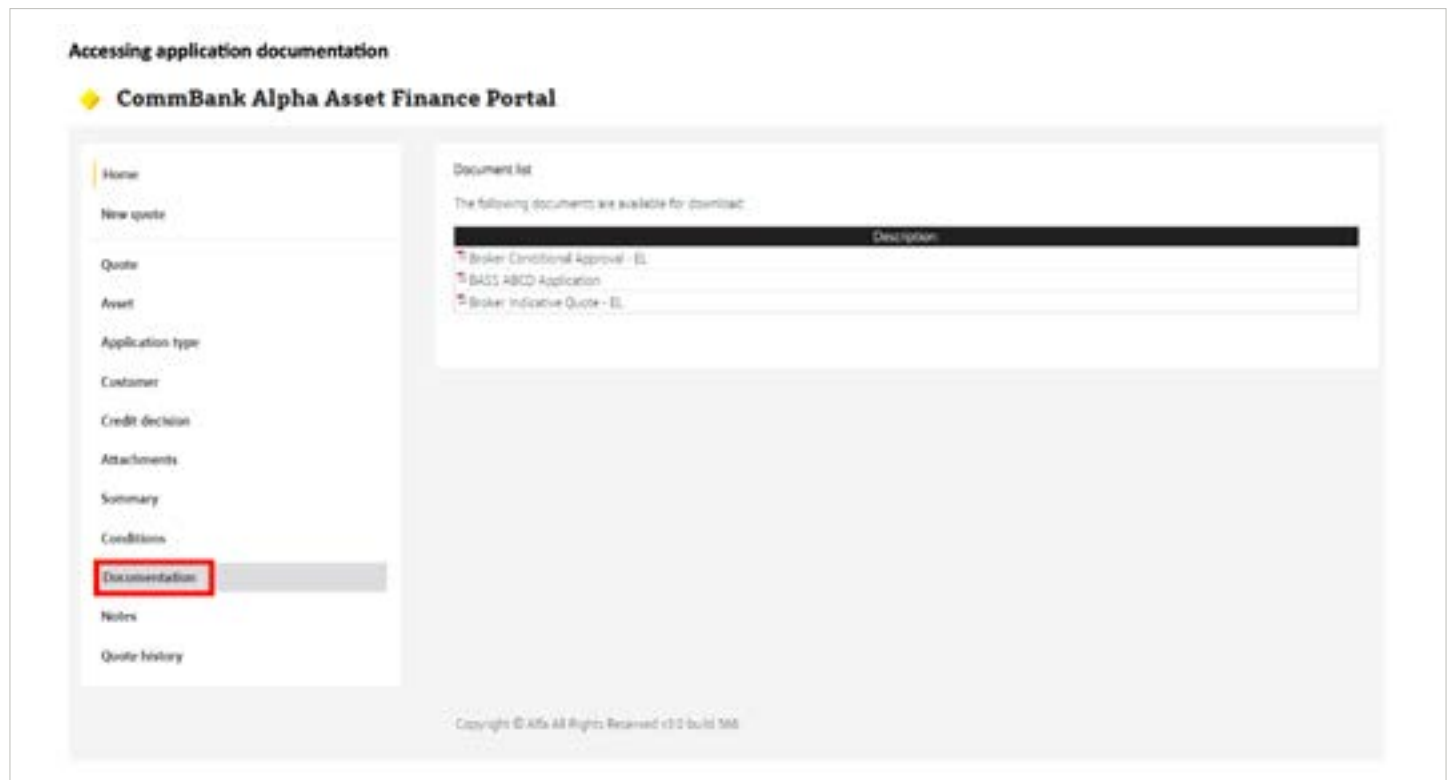 Accessing application documentation
CommBank Alpha Asset Finance Portal
Home
New quote
Quote
Asset
Application type
Customer
Credit decision
Attachments
Summary
Conditions
Documentation
Notes
Quote history
Document list
The following documents are available for download:
Description
Broker Conditional Approval - EL
BASS ABCD Application
Broker Indicative Quote - EL
Copyright © Alfa All Rights Reserved build